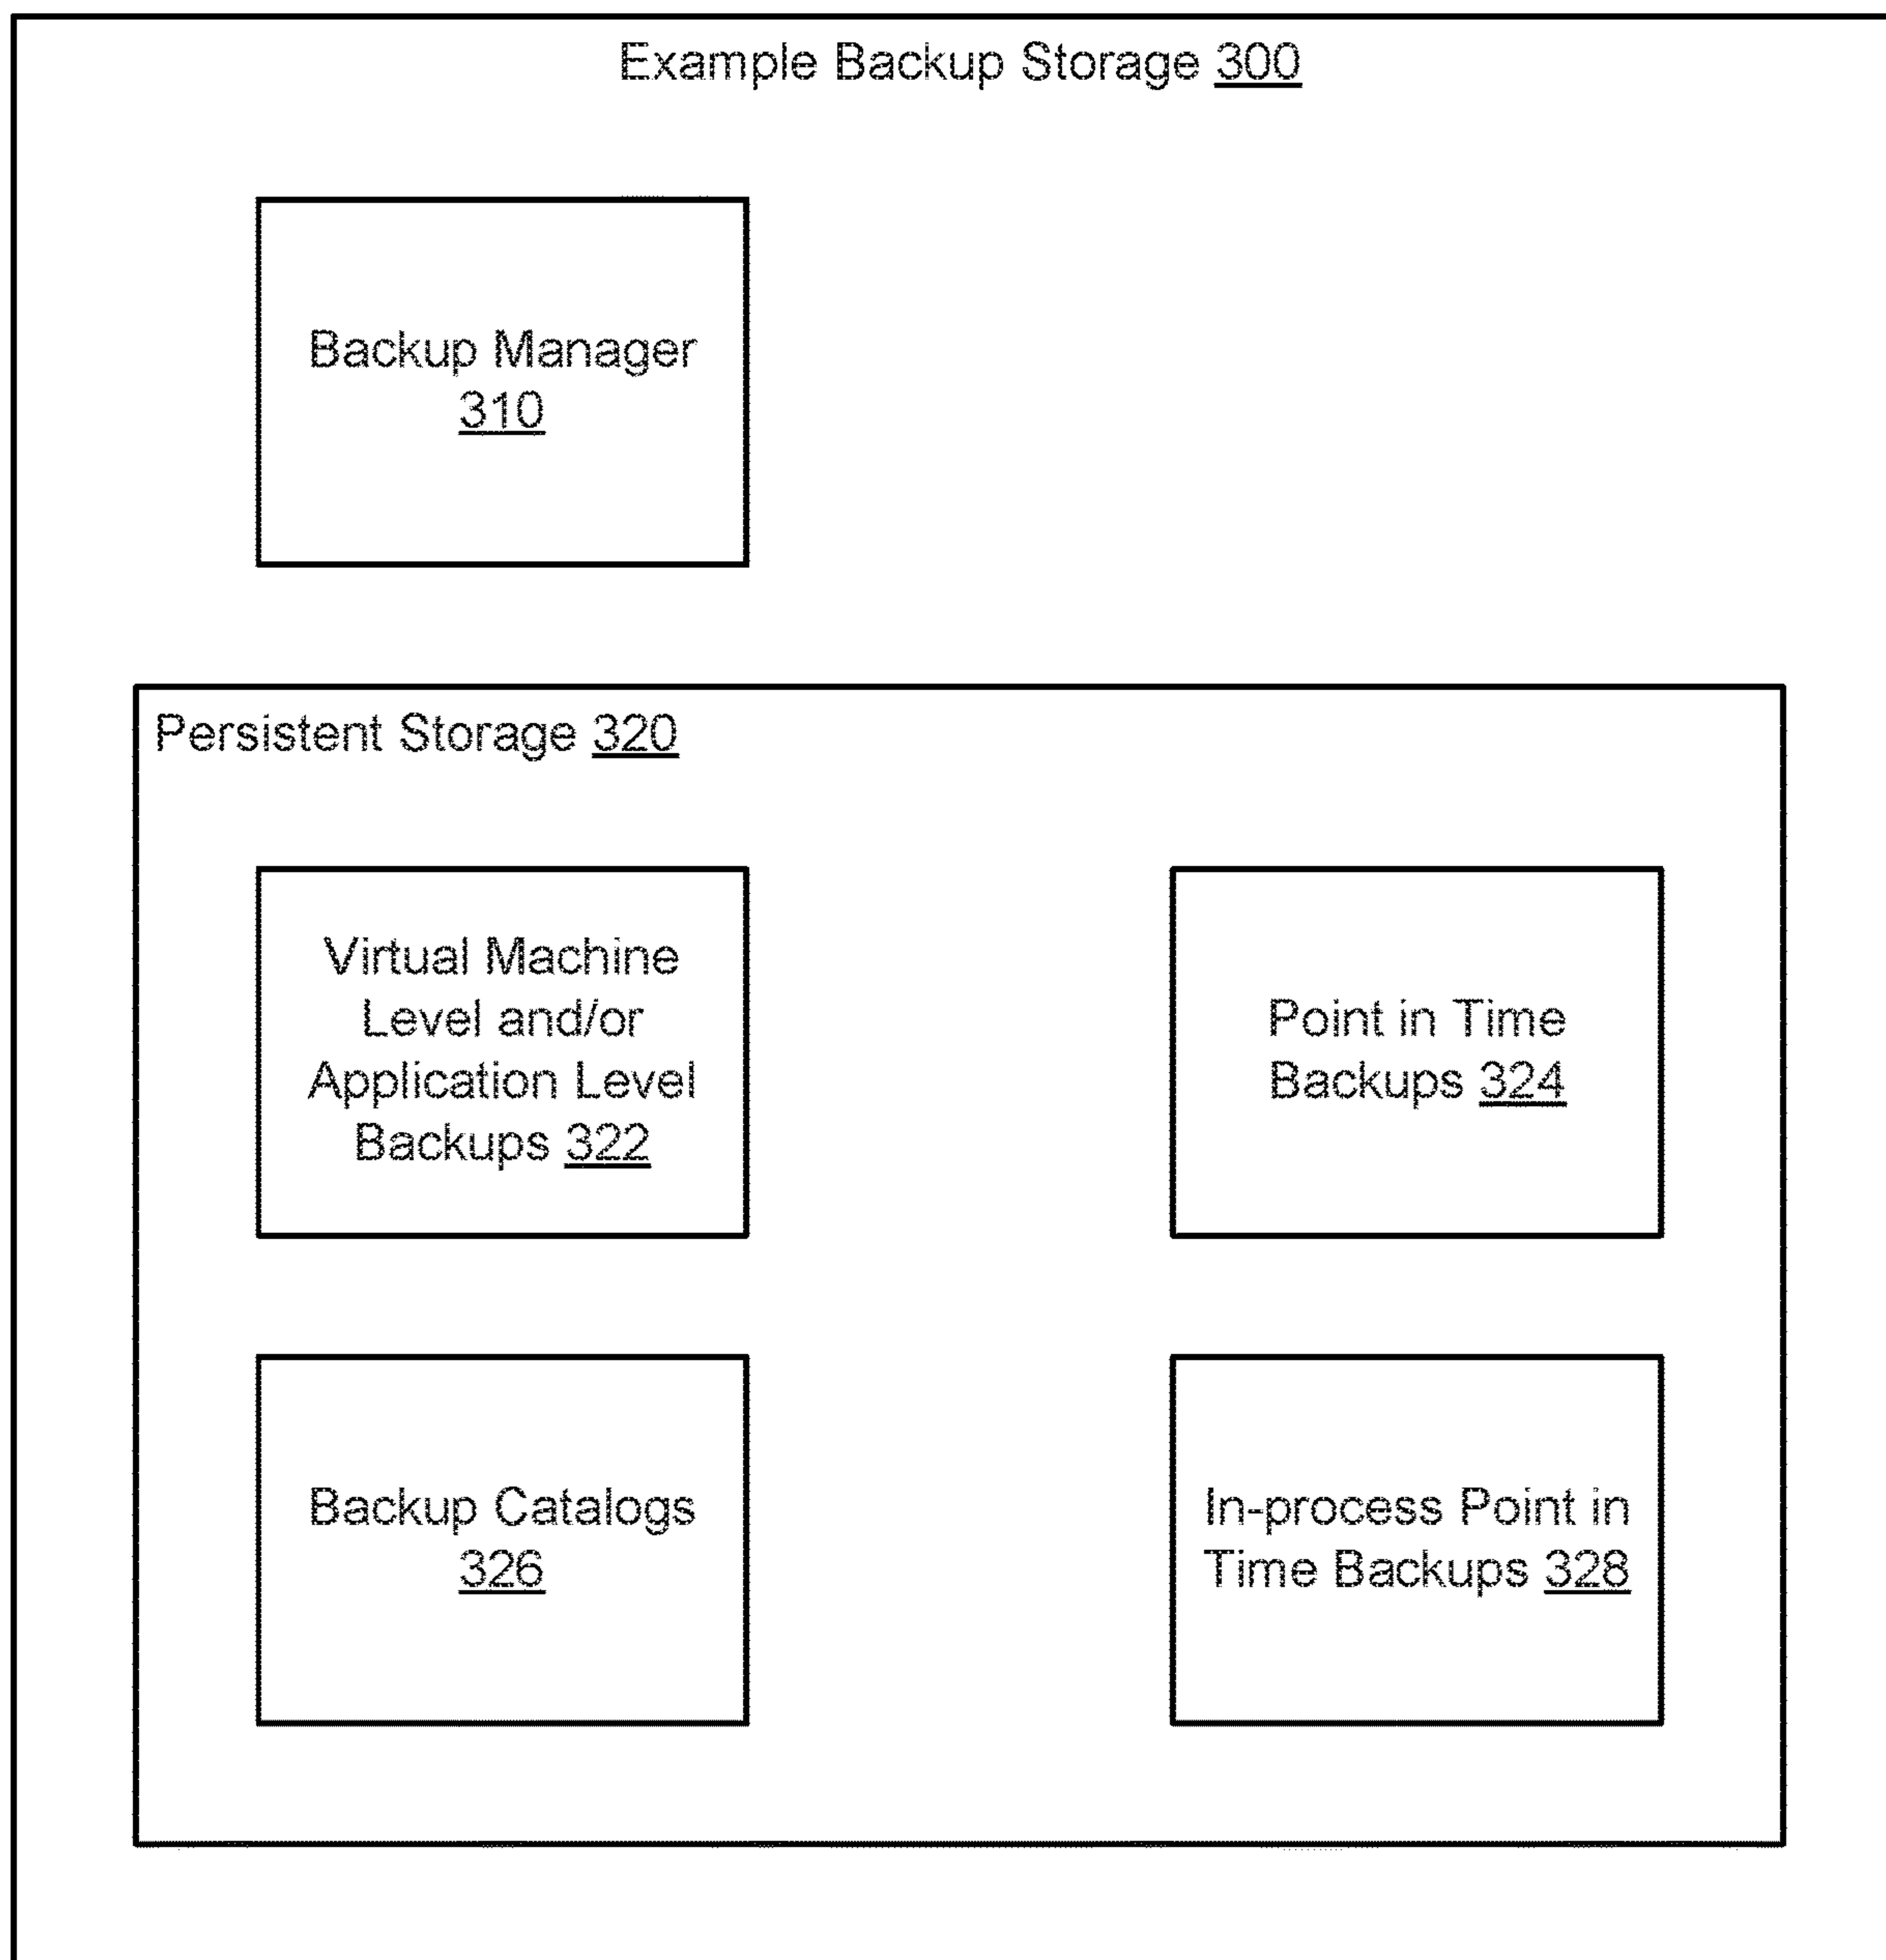 Example Backup Storage 300
Backup Manager
310
Persistent Storage 320
Virtual Machine
Level and/or
Application Level
Backups 322
Point in Time
Backups 324
Backup Catalogs
326
In-process Point in
Time Backups 328